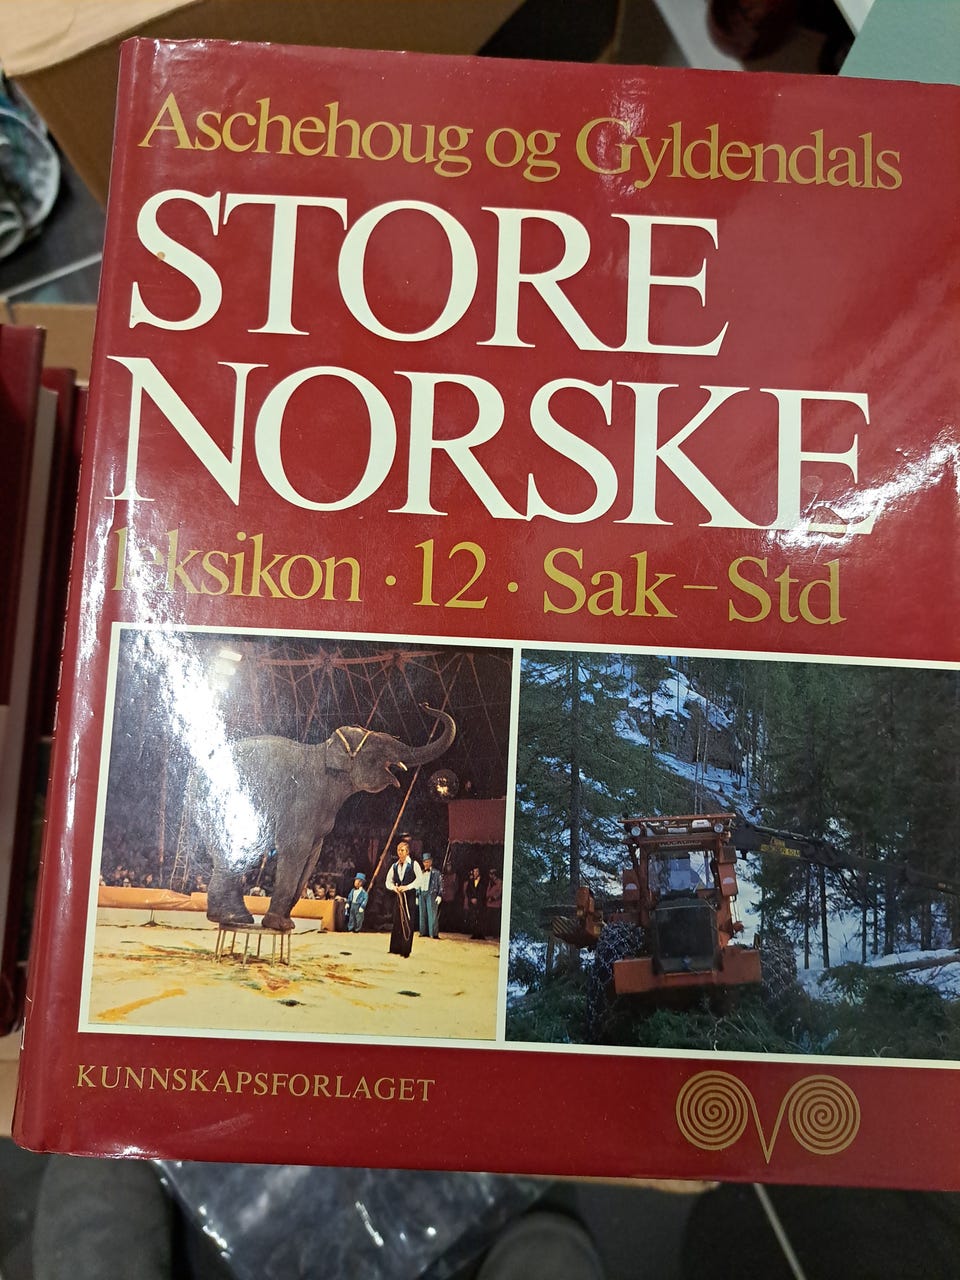 Aschehoug og Gyldendals
STORE
NORSKE
leksikon · 12 · Sak–Std
KUNNSKAPSFORLAGET